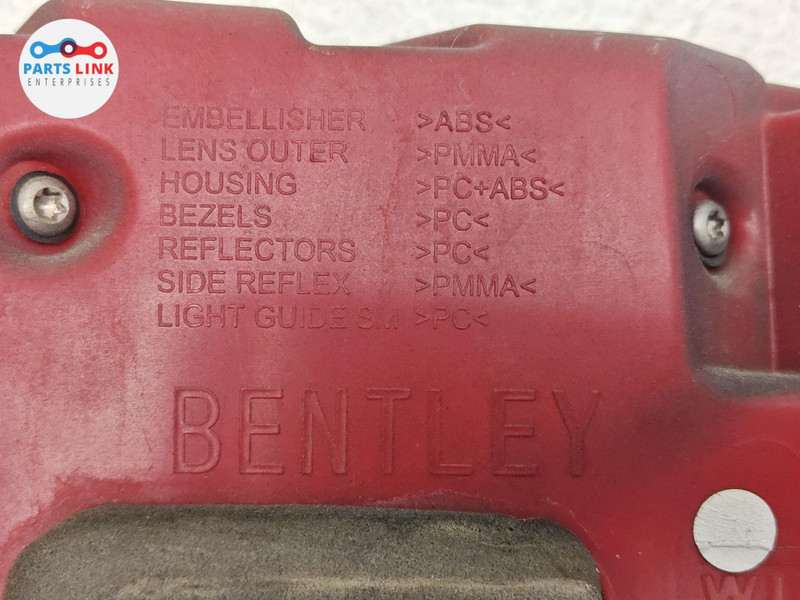 PARTS LINK
ENTERPRISES
EMBELLISHER >ABS<
LENS OUTER >PMMA<
HOUSING >PC+ABS<
BEZELS >PC<
REFLECTORS >PC<
SIDE REFLEX >PMMA<
LIGHT GUIDE SM >PC<
BENTLEY